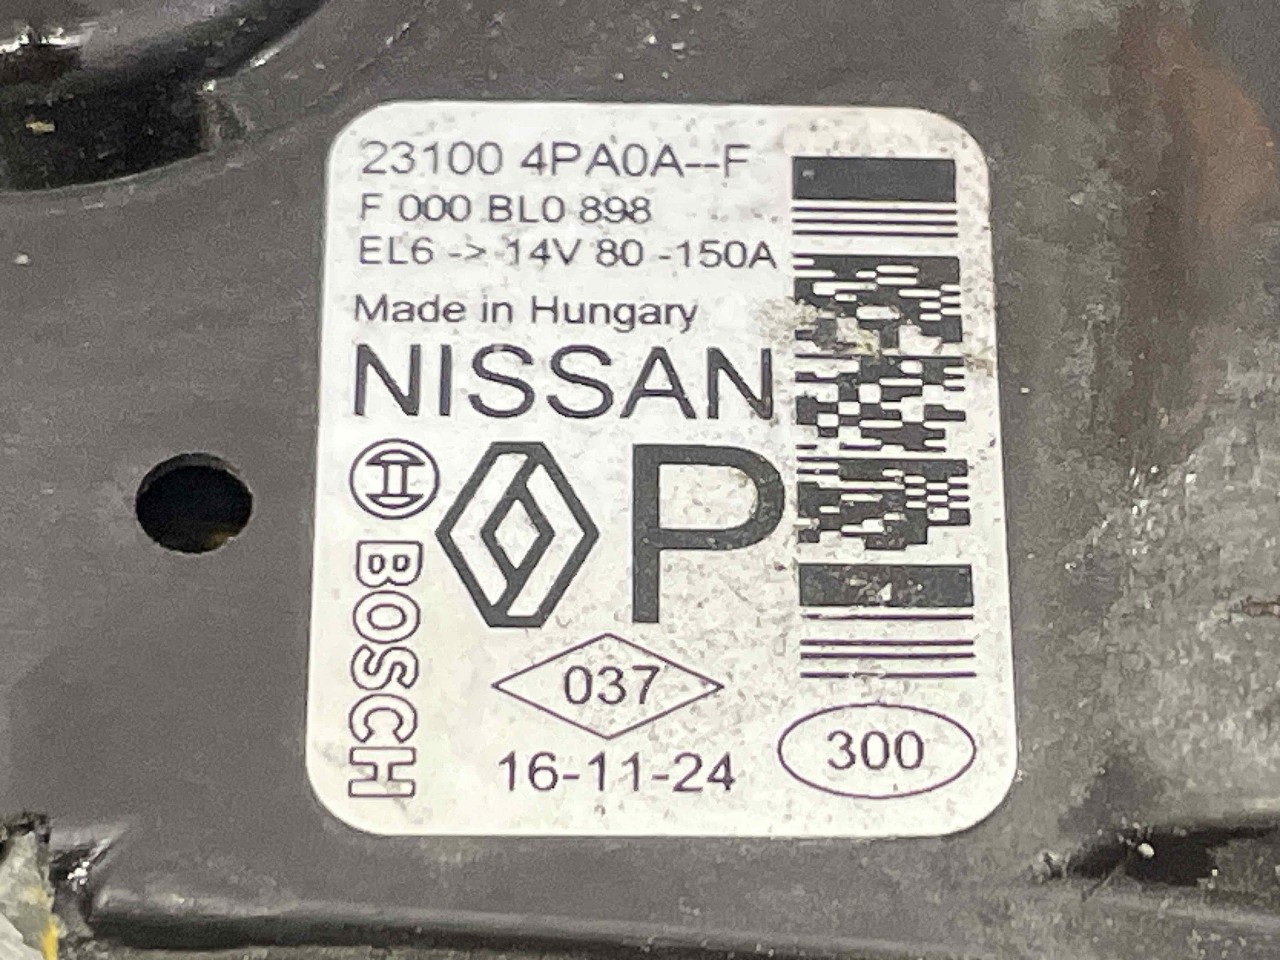 23100 4PA0A--F
F 000 BL0 898
EL6 -> 14V 80 -150A
Made in Hungary
NISSAN
P
BOSCH
037
16-11-24
300